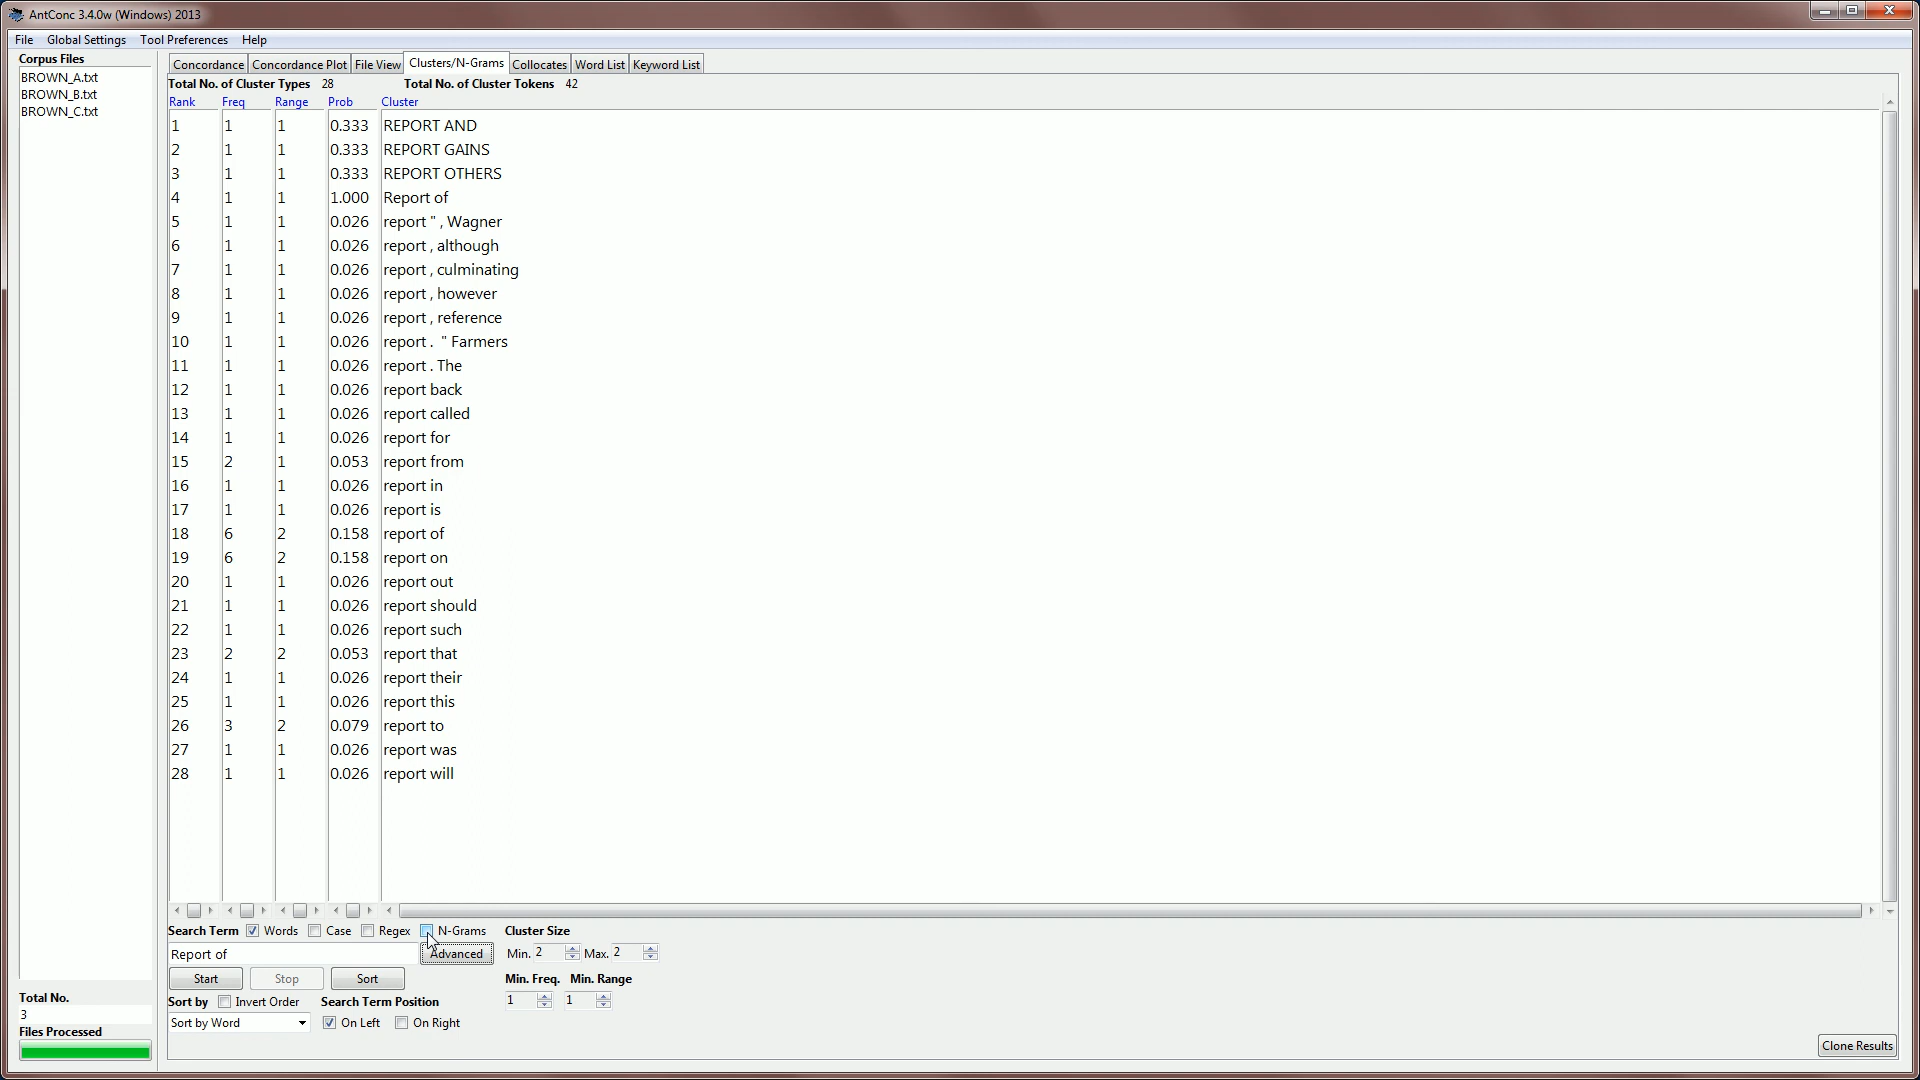 AntConc 3.4.0w (Windows) 2013
File Global Settings Tool Preferences Help
Corpus Files
BROWN_A.txt
BROWN_B.txt
BROWN_C.txt
Concordance Concordance Plot File View Clusters/N-Grams Collocates Word List Keyword List
Total No. of Cluster Types 28 Total No. of Cluster Tokens 42
Rank Freq Range Prob Cluster
1 1 1 0.333 REPORT AND
2 1 1 0.333 REPORT GAINS
3 1 1 0.333 REPORT OTHERS
4 1 1 1.000 Report of
5 1 1 0.026 report " , Wagner
6 1 1 0.026 report , although
7 1 1 0.026 report , culminating
8 1 1 0.026 report , however
9 1 1 0.026 report , reference
10 1 1 0.026 report . " Farmers
11 1 1 0.026 report . The
12 1 1 0.026 report back
13 1 1 0.026 report called
14 1 1 0.026 report for
15 2 1 0.053 report from
16 1 1 0.026 report in
17 1 1 0.026 report is
18 6 2 0.158 report of
19 6 2 0.158 report on
20 1 1 0.026 report out
21 1 1 0.026 report should
22 1 1 0.026 report such
23 2 2 0.053 report that
24 1 1 0.026 report their
25 1 1 0.026 report this
26 3 2 0.079 report to
27 1 1 0.026 report was
28 1 1 0.026 report will
Search Term Words Case Regex N-Grams Cluster Size
Report of Advanced Min. 2 Max. 2
Start Stop Sort Min. Freq. Min. Range
Sort by Invert Order Search Term Position 1 1
Sort by Word On Left On Right
Total No.
3
Files Processed
Clone Results